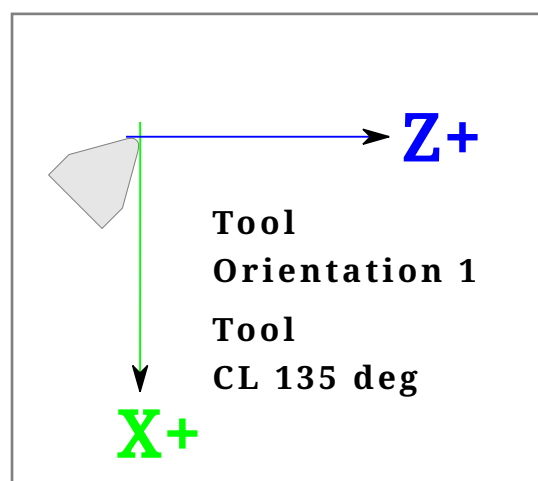 Z+
Tool
Orientation 1
Tool
CL 135 deg
X+